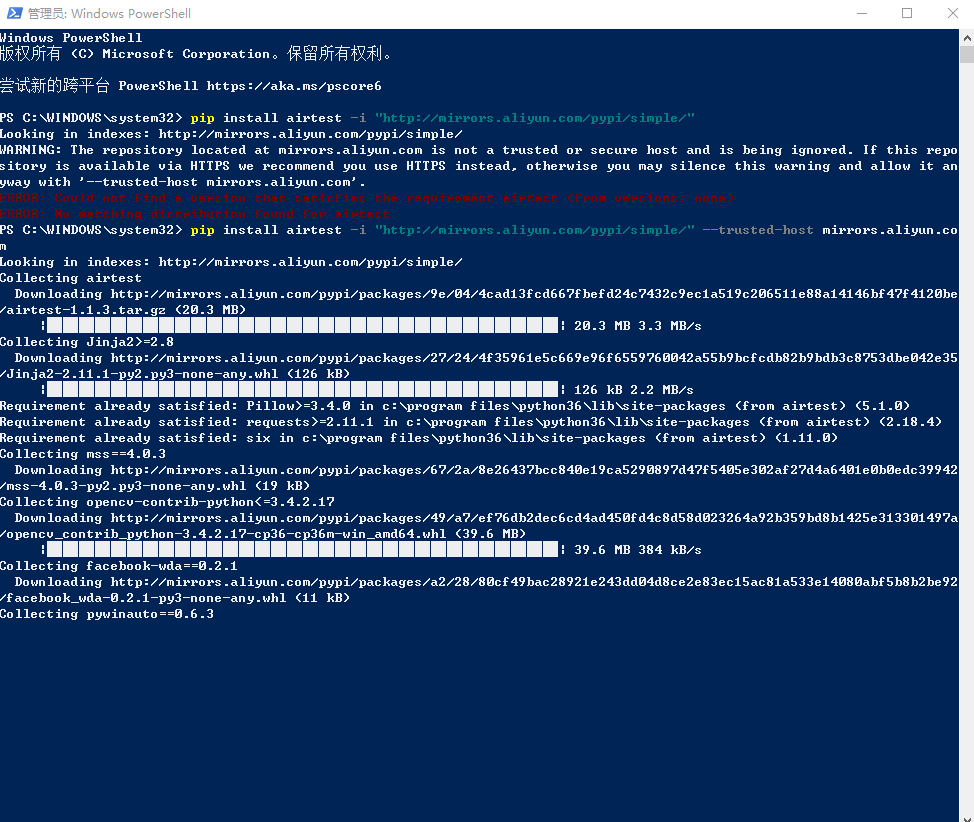 管理员: Windows PowerShell
Windows PowerShell
版权所有 (C) Microsoft Corporation。保留所有权利。
尝试新的跨平台 PowerShell https://aka.ms/pscore6
PS C:\WINDOWS\system32> pip install airtest -i "http://mirrors.aliyun.com/pypi/simple/"
Looking in indexes: http://mirrors.aliyun.com/pypi/simple/
WARNING: The repository located at mirrors.aliyun.com is not a trusted or secure host and is being ignored. If this repo
sitory is available via HTTPS we recommend you use HTTPS instead, otherwise you may silence this warning and allow it an
yway with '--trusted-host mirrors.aliyun.com'.
ERROR: Could not find a version that satisfies the requirement airtest (from versions: none)
ERROR: No matching distribution found for airtest
PS C:\WINDOWS\system32> pip install airtest -i "http://mirrors.aliyun.com/pypi/simple/" --trusted-host mirrors.aliyun.co
m
Looking in indexes: http://mirrors.aliyun.com/pypi/simple/
Collecting airtest
Downloading http://mirrors.aliyun.com/pypi/packages/9e/04/4cad13fcd667fbefd24c7432c9ec1a519c206511e88a14146bf47f4120be
/airtest-1.1.3.tar.gz (20.3 MB)
20.3 MB 3.3 MB/s
Collecting Jinja2>=2.8
Downloading http://mirrors.aliyun.com/pypi/packages/27/24/4f35961e5c669e96f6559760042a55b9bcfcdb82b9bdb3c8753dbe042e35
/Jinja2-2.11.1-py2.py3-none-any.whl (126 kB)
126 kB 2.2 MB/s
Requirement already satisfied: Pillow>=3.4.0 in c:\program files\python36\lib\site-packages (from airtest) (5.1.0)
Requirement already satisfied: requests>=2.11.1 in c:\program files\python36\lib\site-packages (from airtest) (2.18.4)
Requirement already satisfied: six in c:\program files\python36\lib\site-packages (from airtest) (1.11.0)
Collecting mss==4.0.3
Downloading http://mirrors.aliyun.com/pypi/packages/67/2a/8e26437bcc840e19ca5290897d47f5405e302af27d4a6401e0b0edc39942
/mss-4.0.3-py2.py3-none-any.whl (19 kB)
Collecting opencv-contrib-python<=3.4.2.17
Downloading http://mirrors.aliyun.com/pypi/packages/49/a7/ef76db2dec6cd4ad450fd4c8d58d023264a92b359bd8b1425e313301497a
/opencv_contrib_python-3.4.2.17-cp36-cp36m-win_amd64.whl (39.6 MB)
39.6 MB 384 kB/s
Collecting facebook-wda==0.2.1
Downloading http://mirrors.aliyun.com/pypi/packages/a2/28/80cf49bac28921e243dd04d8ce2e83ec15ac81a533e14080abf5b8b2be92
/facebook_wda-0.2.1-py3-none-any.whl (11 kB)
Collecting pywinauto==0.6.3